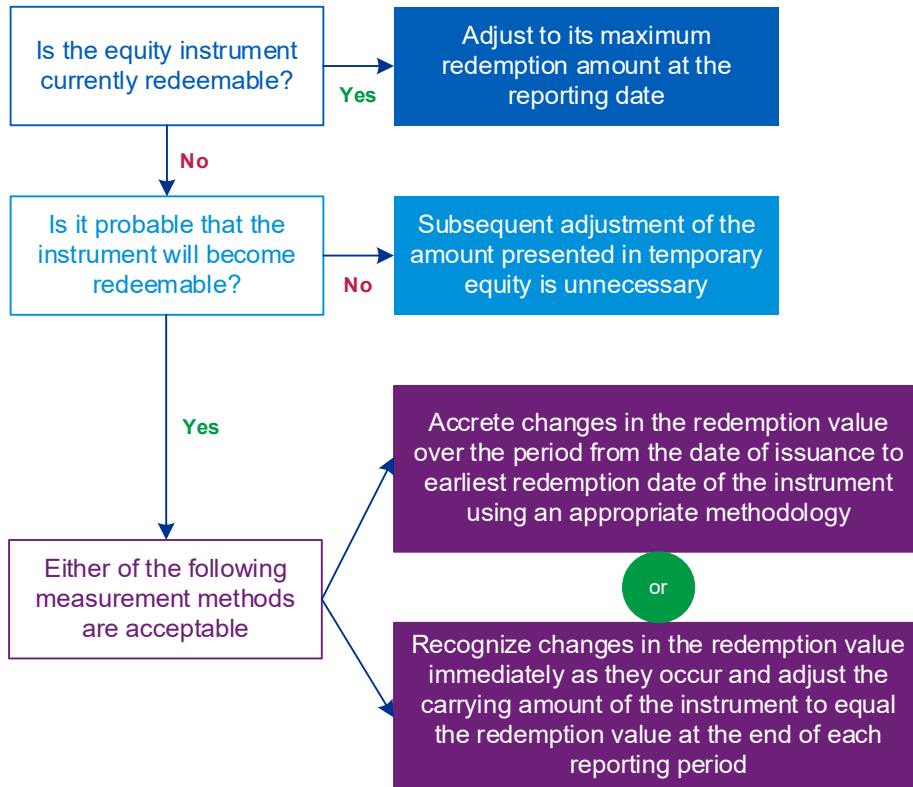 Is the equity instrument
currently redeemable?
Yes
Adjust to its maximum
redemption amount at the
reporting date
No
Is it probable that the
instrument will become
redeemable?
No
Subsequent adjustment of the
amount presented in temporary
equity is unnecessary
Yes
Either of the following
measurement methods
are acceptable
Accrete changes in the redemption value
over the period from the date of issuance to
earliest redemption date of the instrument
using an appropriate methodology
or
Recognize changes in the redemption value
immediately as they occur and adjust the
carrying amount of the instrument to equal
the redemption value at the end of each
reporting period